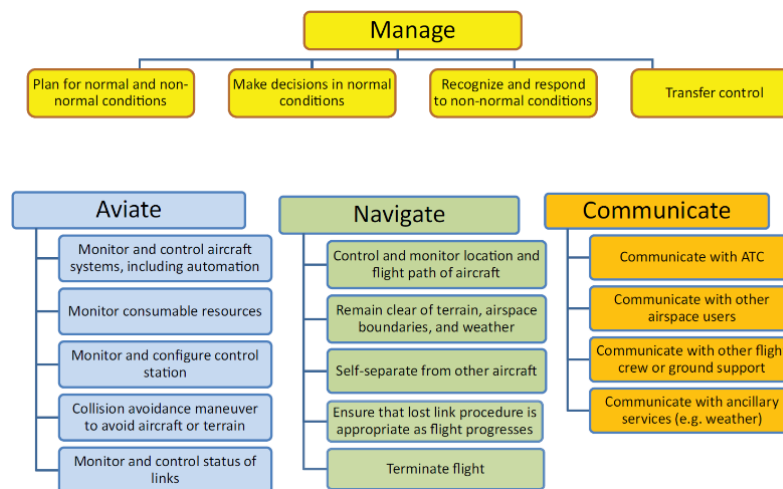 Manage
Plan for normal and non-
normal conditions
Make decisions in normal
conditions
Recognize and respond
to non-normal conditions
Transfer control
Aviate
Monitor and control aircraft
systems, including automation
Monitor consumable resources
Monitor and configure control
station
Collision avoidance maneuver
to avoid aircraft or terrain
Monitor and control status of
links
Navigate
Control and monitor location and
flight path of aircraft
Remain clear of terrain, airspace
boundaries, and weather
Self-separate from other aircraft
Ensure that lost link procedure is
appropriate as flight progresses
Terminate flight
Communicate
Communicate with ATC
Communicate with other
airspace users
Communicate with other flight
crew or ground support
Communicate with ancillary
services (e.g. weather)